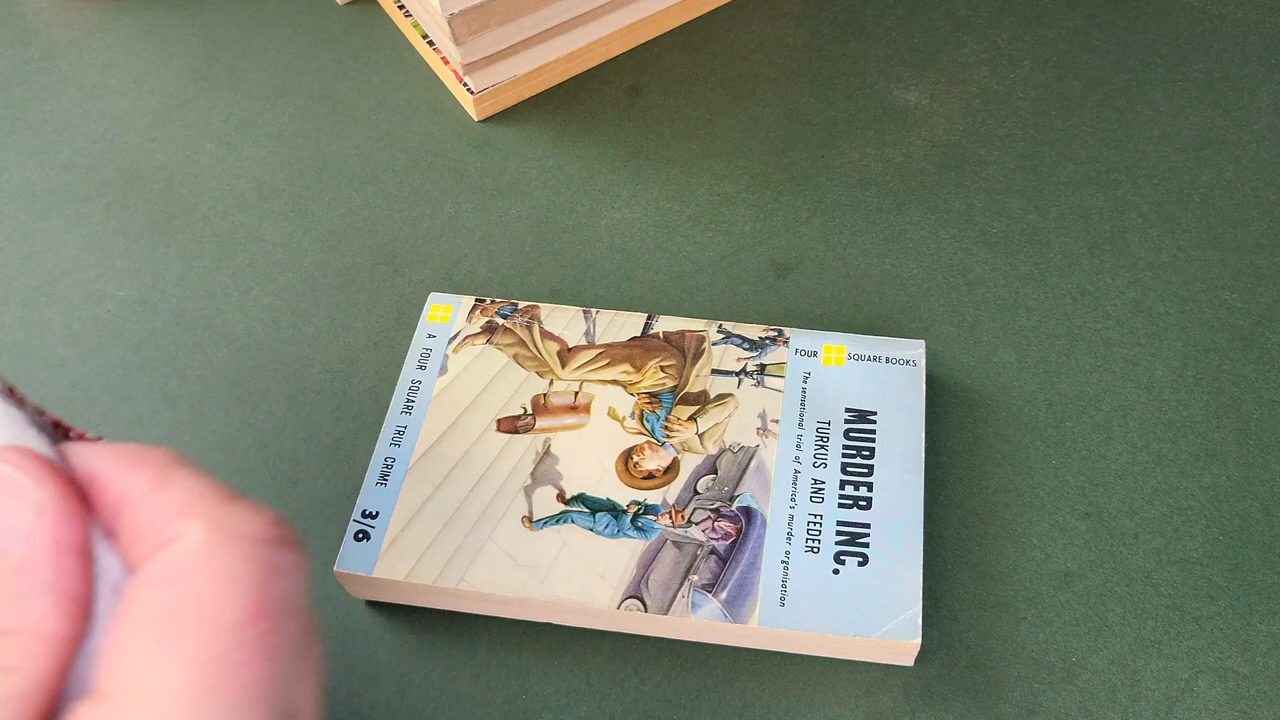 FOUR SQUARE BOOKS
MURDER INC.
TURKUS AND FEDER
The sensational trial of America's murder organisation
A FOUR SQUARE TRUE CRIME 3/6